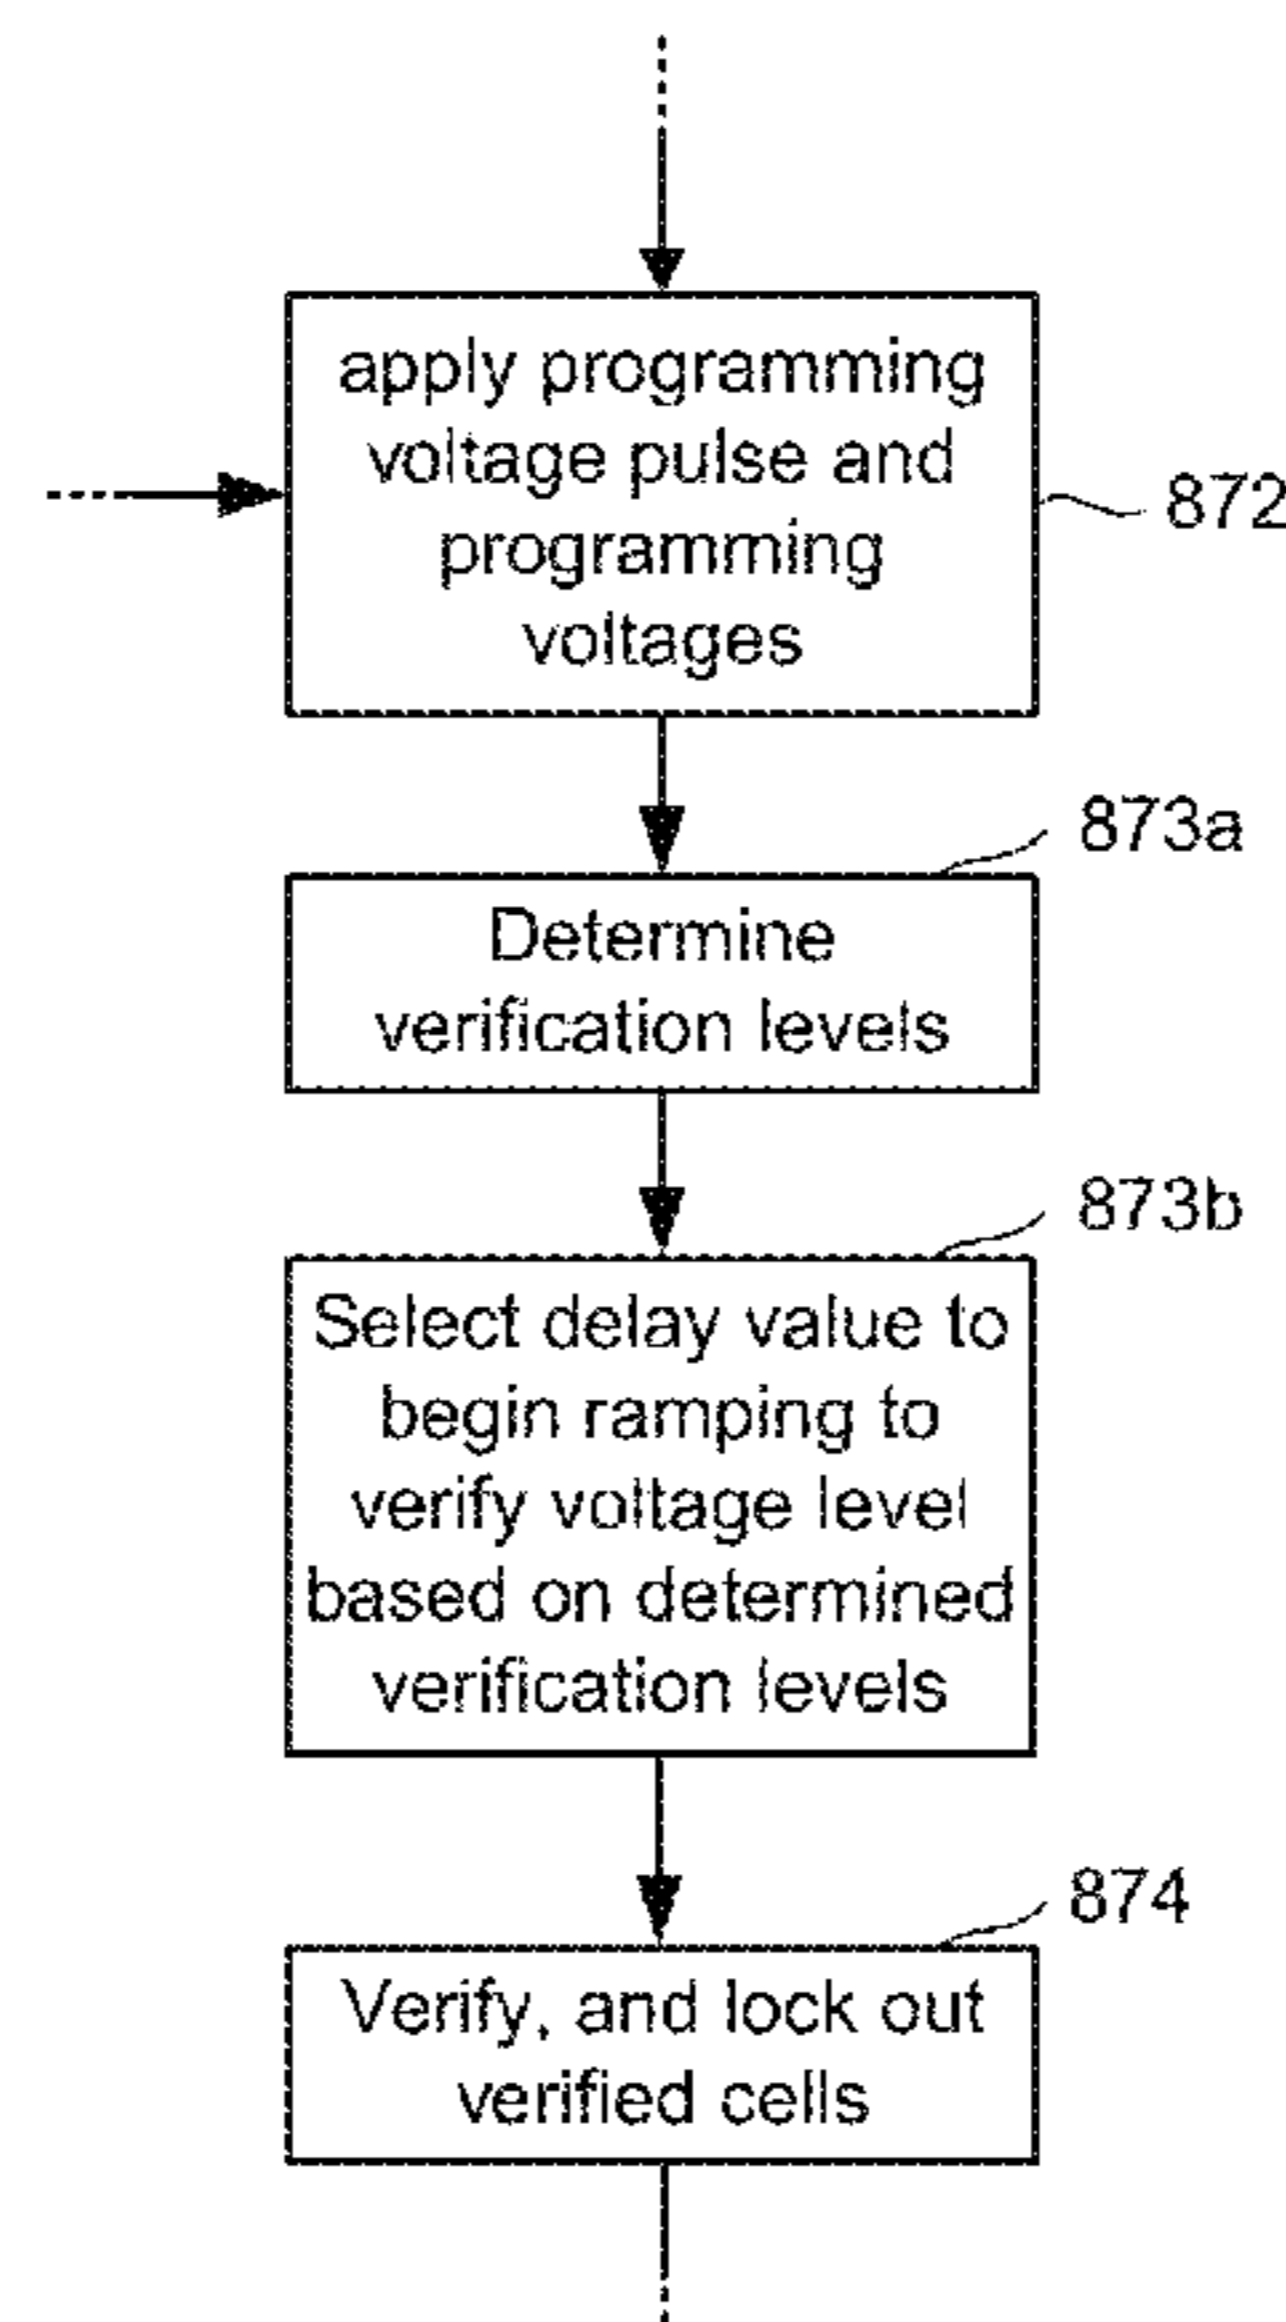 apply programming
voltage pulse and
programming
voltages
872
873a
Determine
verification levels
873b
Select delay value to
begin ramping to
verify voltage level
based on determined
verification levels
874
Verify, and lock out
verified cells